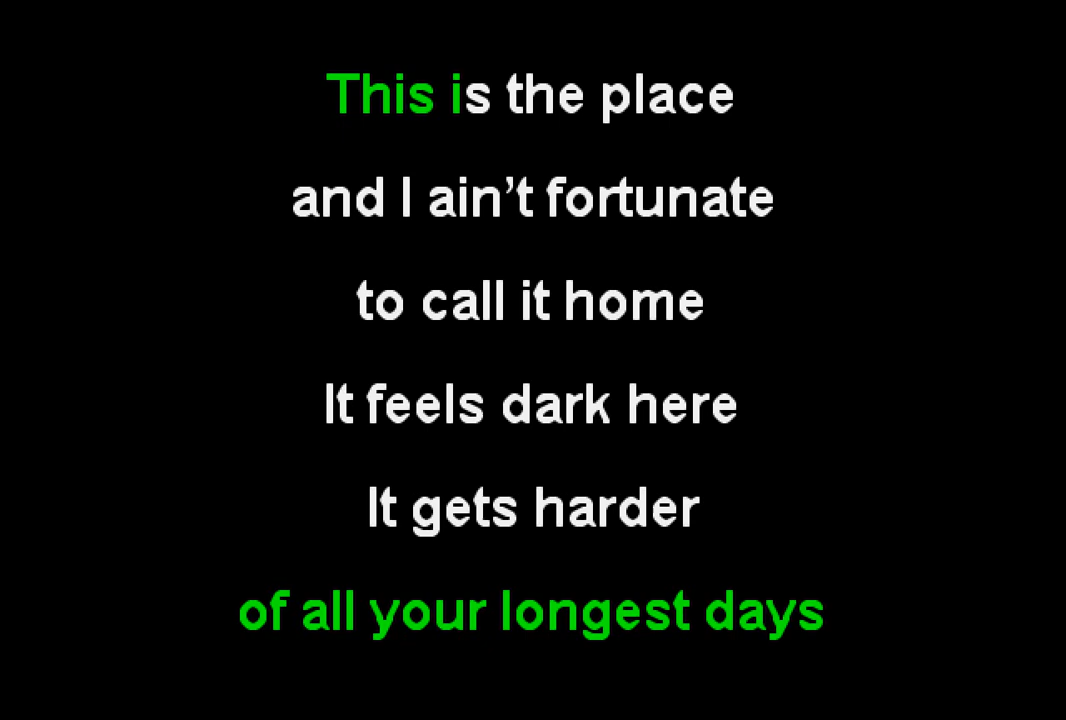 This is the place
and I ain’t fortunate
to call it home
It feels dark here
It gets harder
of all your longest days